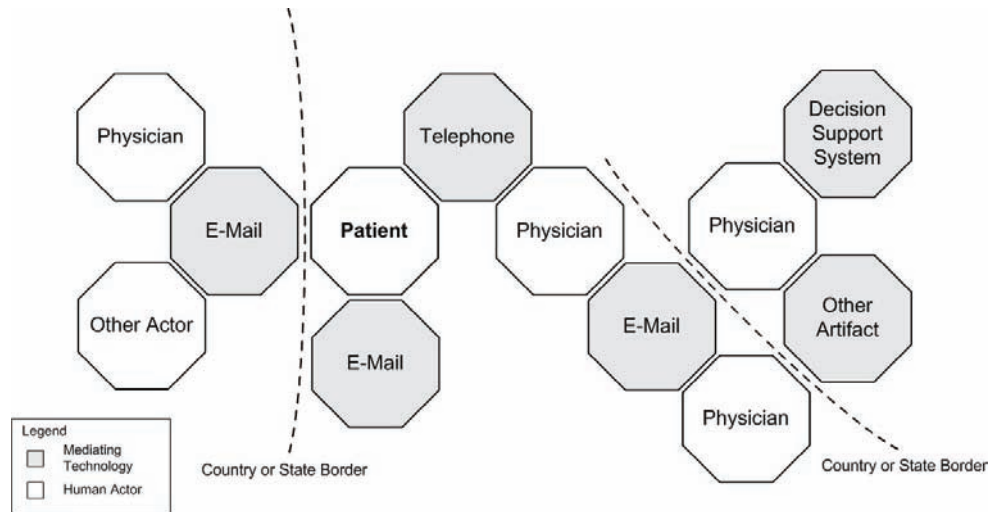 Physician
E-Mail
Other Actor
Patient
Telephone
E-Mail
Physician
E-Mail
Physician
Physician
Decision
Support
System
Other
Artifact
Country or State Border
Country or State Border
Legend
Mediating
Technology
Human Actor